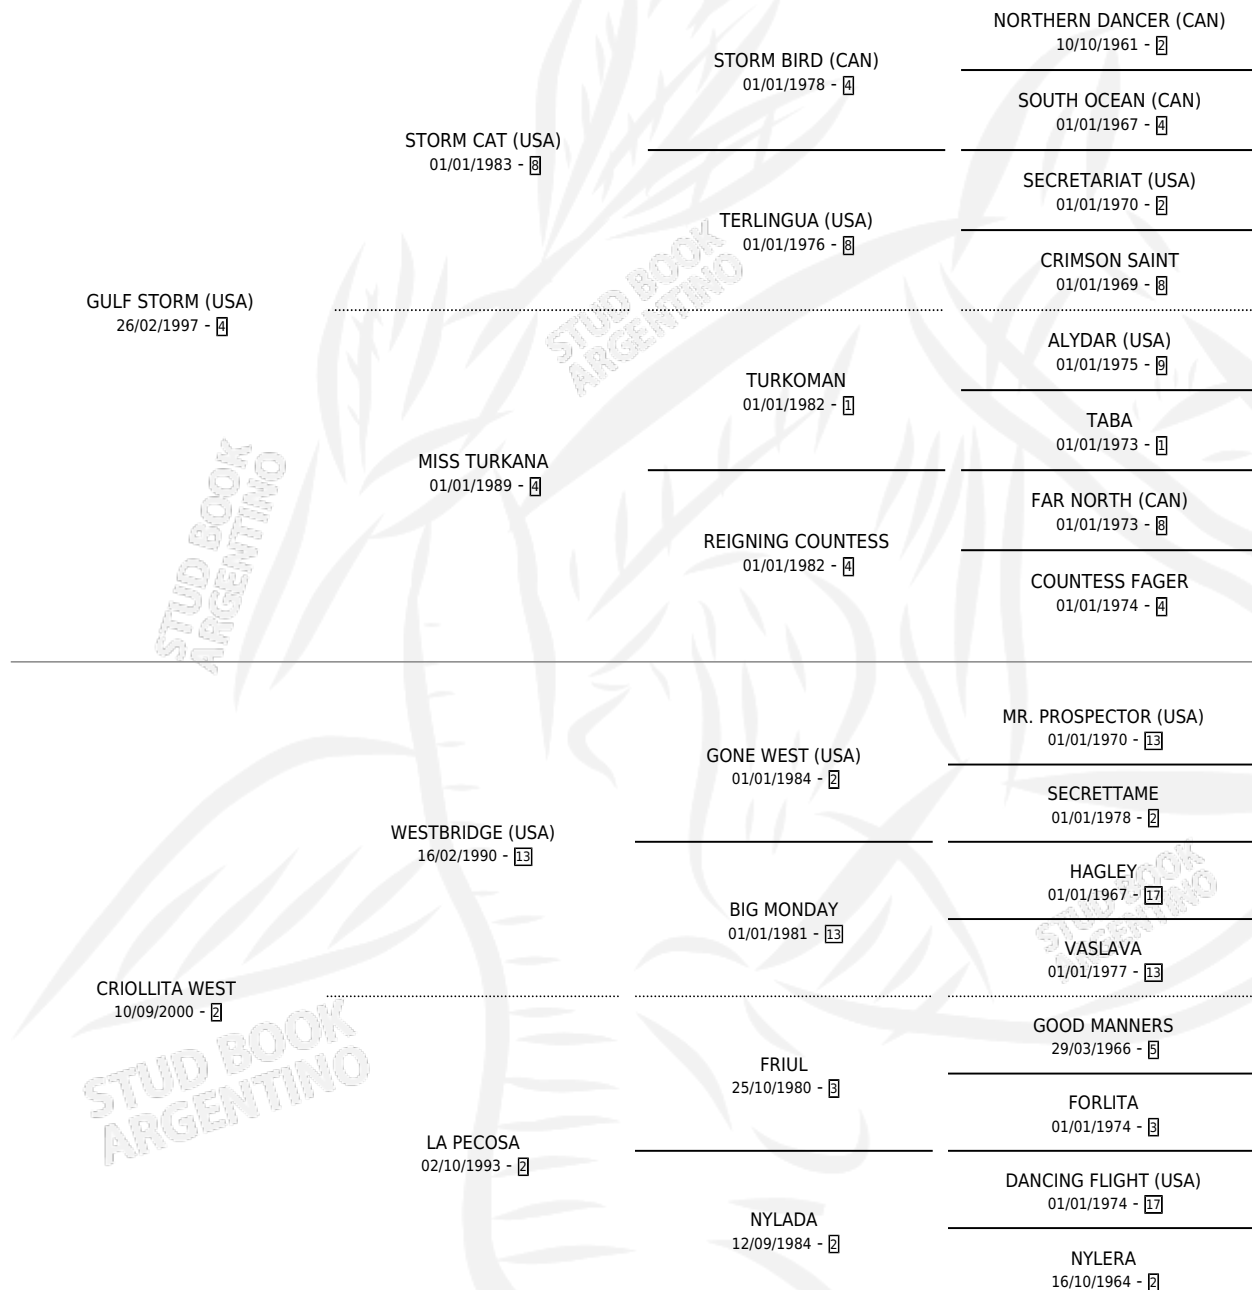 NORTHERN DANCER (CAN)
10/10/1961 - 2
STORM BIRD (CAN)
01/01/1978 - 4
SOUTH OCEAN (CAN)
01/01/1967 - 4
STORM CAT (USA)
01/01/1983 - 8
SECRETARIAT (USA)
01/01/1970 - 2
TERLINGUA (USA)
01/01/1976 - 8
CRIMSON SAINT
01/01/1969 - 8
GULF STORM (USA)
26/02/1997 - 4
STUD BOOK
ARGENTINO
ALYDAR (USA)
01/01/1975 - 9
TURKOMAN
01/01/1982 - 1
TABA
01/01/1973 - 1
MISS TURKANA
01/01/1989 - 4
FAR NORTH (CAN)
01/01/1973 - 8
REIGNING COUNTESS
01/01/1982 - 4
COUNTESS FAGER
01/01/1974 - 4
STUD BOOK
ARGENTINO
MR. PROSPECTOR (USA)
01/01/1970 - 13
GONE WEST (USA)
01/01/1984 - 2
SECRETTAME
01/01/1978 - 2
WESTBRIDGE (USA)
16/02/1990 - 13
HAGLEY
01/01/1967 - 17
BIG MONDAY
01/01/1981 - 13
VASLAVA
01/01/1977 - 13
STUD BOOK
ARGENTINO
CRIOLLITA WEST
10/09/2000 - 2
GOOD MANNERS
29/03/1966 - 5
FRIUL
25/10/1980 - 3
FORLITA
01/01/1974 - 3
STUD BOOK
ARGENTINO
LA PECOSA
02/10/1993 - 2
DANCING FLIGHT (USA)
01/01/1974 - 17
NYLADA
12/09/1984 - 2
NYLERA
16/10/1964 - 2